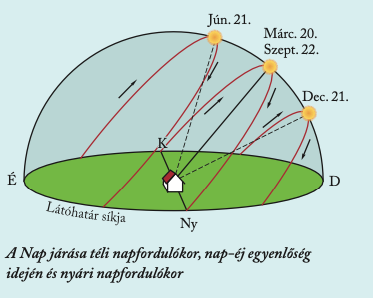 Jún. 21.
Márc. 20.
Szept. 22.
Dec. 21.
K
É
D
Látóhatár síkja
Ny
A Nap járása téli napfordulókor, nap-éj egyenlőség
idején és nyári napfordulókor